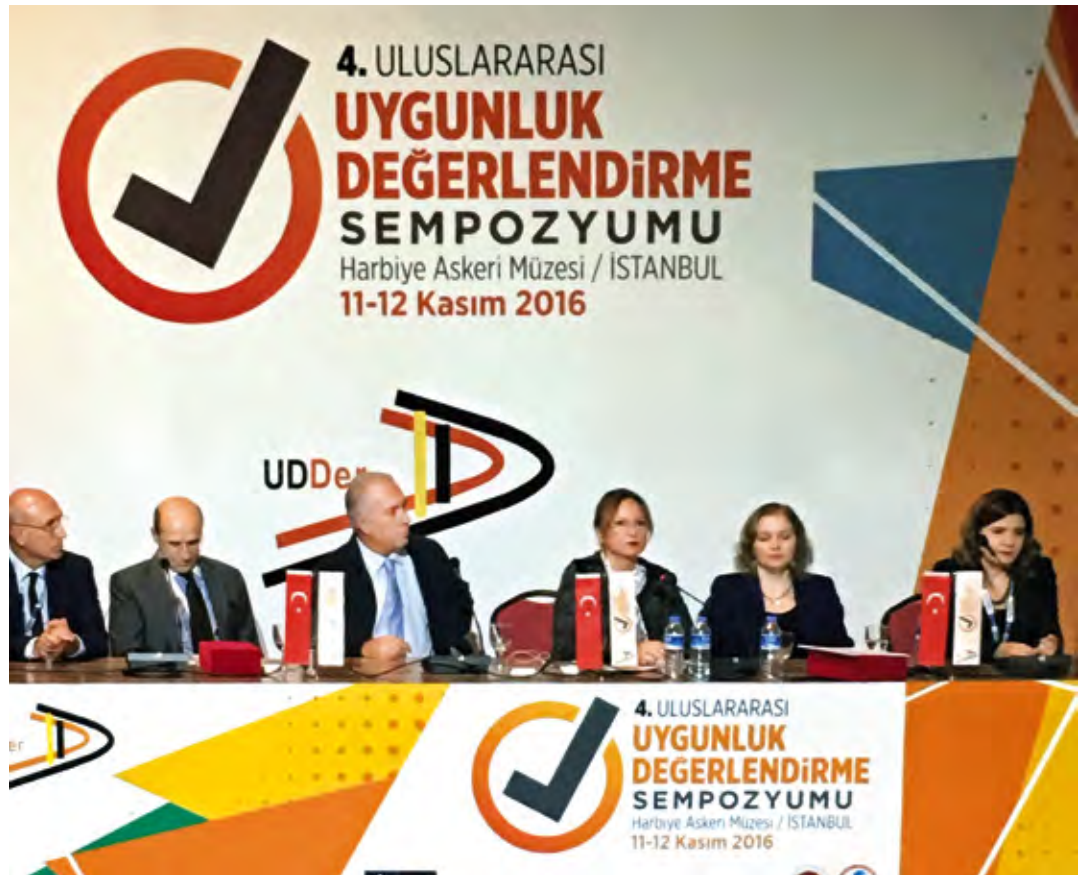 4. ULUSLARARASI
UYGUNLUK
DEĞERLENDİRME
SEMPOZYUMU
Harbiye Askeri Müzesi / İSTANBUL
11-12 Kasım 2016
UDDer
er
4. ULUSLARARASI
UYGUNLUK
DEĞERLENDİRME
SEMPOZYUMU
Harbiye Askeri Müzesi / İSTANBUL
11-12 Kasım 2016